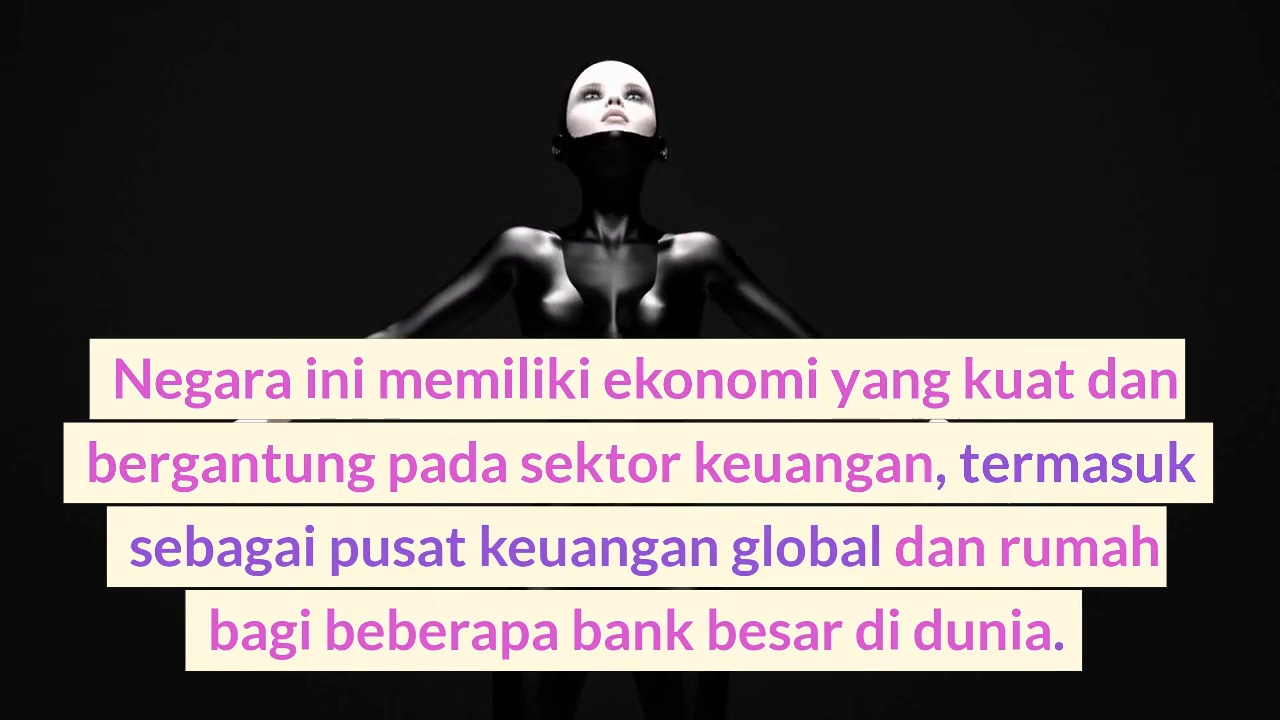 Negara ini memiliki ekonomi yang kuat dan
bergantung pada sektor keuangan, termasuk
sebagai pusat keuangan global dan rumah
bagi beberapa bank besar di dunia.